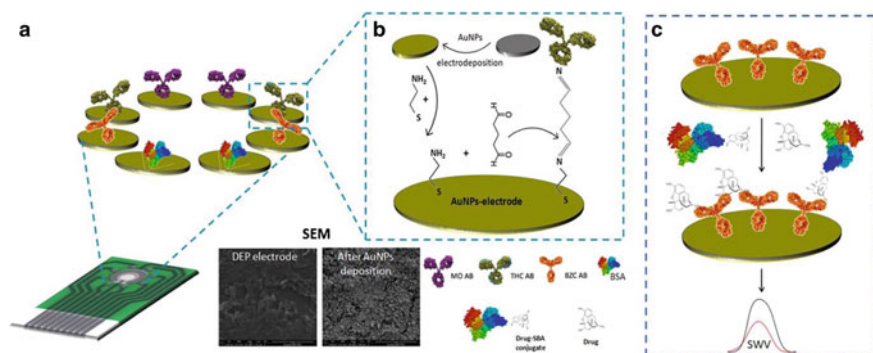 a
b
c
AuNPs
electrodeposition
NH₂
+
S
NH₂
+
S
H
O
H
O
N
N
S
AuNPs-electrode
SEM
DEP electrode
After AuNPs
deposition
MO AB
THC AB
BZC AB
BSA
Drug-SBA
conjugate
Drug
SWV